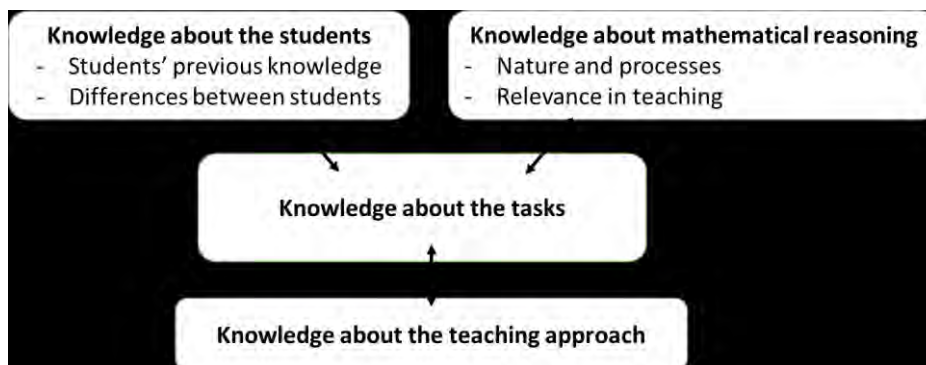 Knowledge about the students
- Students' previous knowledge
- Differences between students
Knowledge about mathematical reasoning
- Nature and processes
- Relevance in teaching
Knowledge about the tasks
Knowledge about the teaching approach